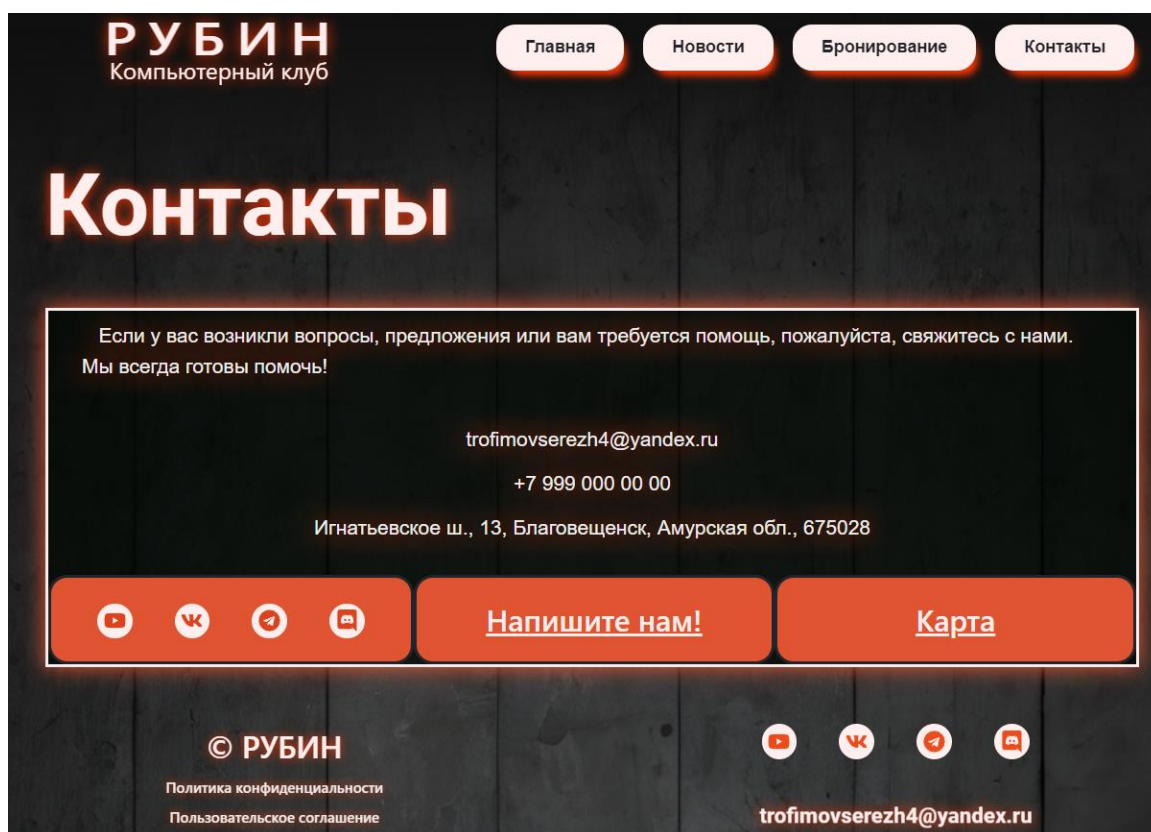 РУБИН
Компьютерный клуб
Главная
Новости
Бронирование
Контакты
Контакты
Если у вас возникли вопросы, предложения или вам требуется помощь, пожалуйста, свяжитесь с нами.
Мы всегда готовы помочь!
trofimovserezh4@yandex.ru
+7 999 000 00 00
Игнатьевское ш., 13, Благовещенск, Амурская обл., 675028
Напишите нам!
Карта
© РУБИН
Политика конфиденциальности
Пользовательское соглашение
trofimovserezh4@yandex.ru